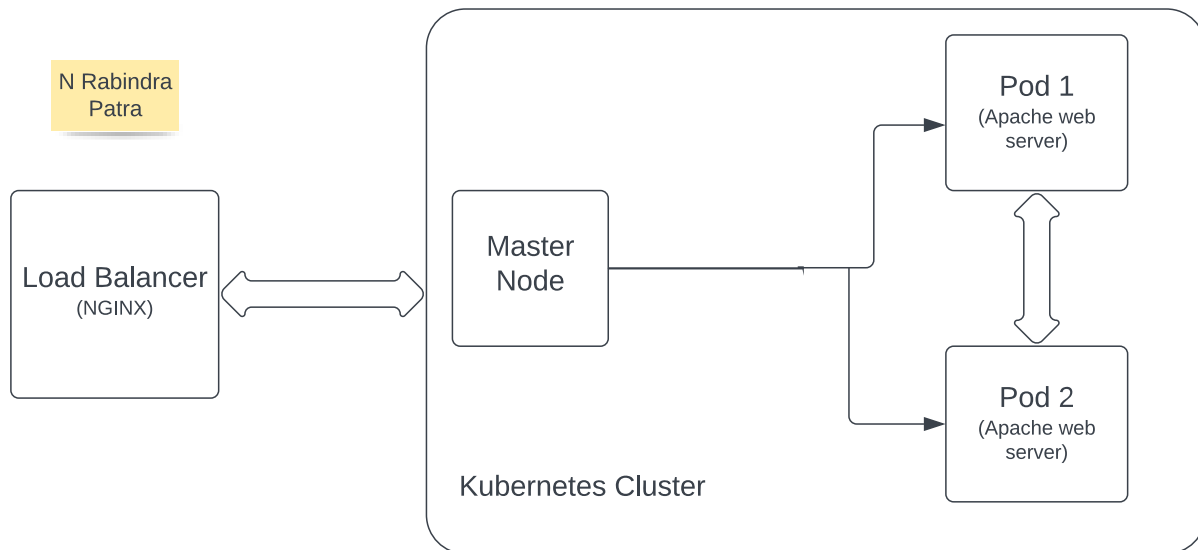 N Rabindra
Patra
Load Balancer
(NGINX)
Master
Node
Pod 1
(Apache web
server)
Pod 2
(Apache web
server)
Kubernetes Cluster